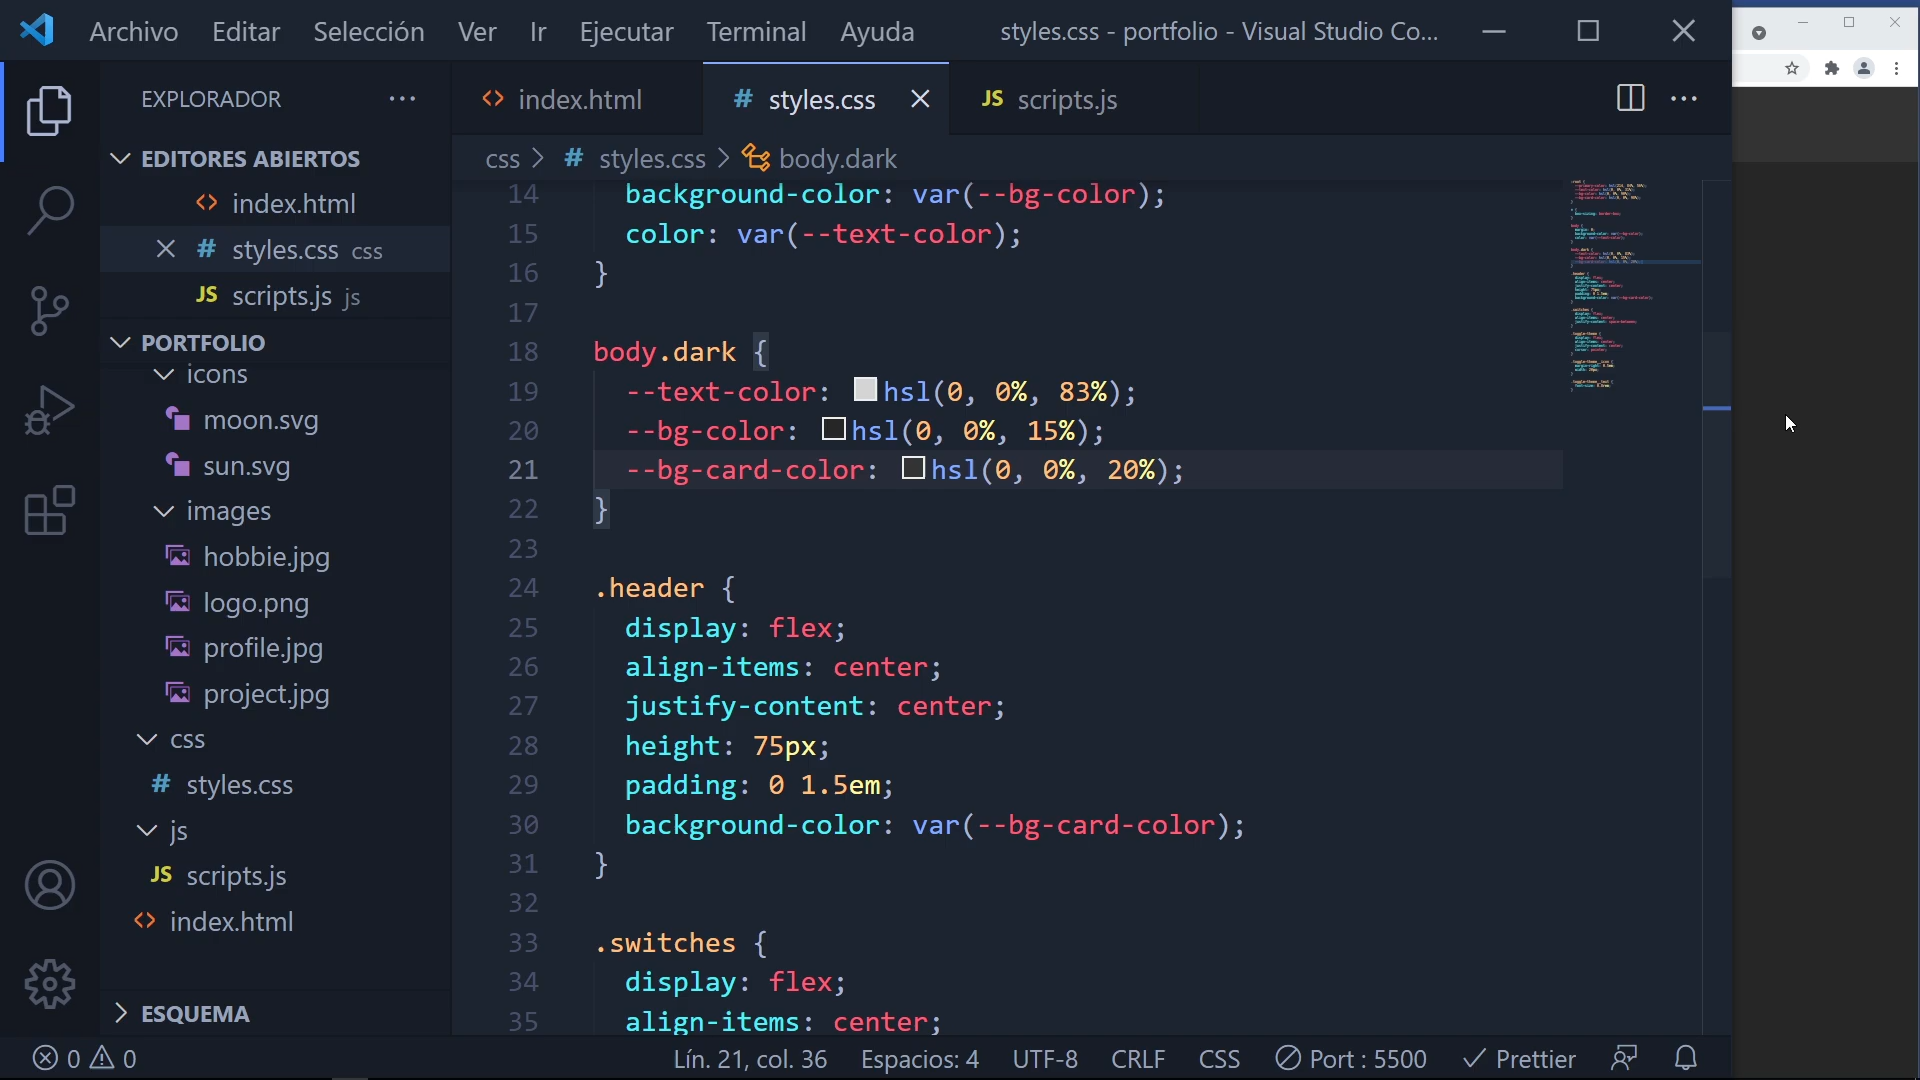 Archivo Editar Selección Ver Ir Ejecutar Terminal Ayuda styles.css - portfolio - Visual Studio Co...
EXPLORADOR
EDITORES ABIERTOS
index.html
styles.css css
scripts.js js
PORTFOLIO
icons
moon.svg
sun.svg
images
hobbie.jpg
logo.png
profile.jpg
project.jpg
css
styles.css
js
scripts.js
index.html
ESQUEMA
index.html styles.css scripts.js
css > # styles.css > body.dark
14 background-color: var(--bg-color);
15 color: var(--text-color);
16 }
17
18 body.dark {
19 --text-color: hsl(0, 0%, 83%);
20 --bg-color: hsl(0, 0%, 15%);
21 --bg-card-color: hsl(0, 0%, 20%);
22 }
23
24 .header {
25 display: flex;
26 align-items: center;
27 justify-content: center;
28 height: 75px;
29 padding: 0 1.5em;
30 background-color: var(--bg-card-color);
31 }
32
33 .switches {
34 display: flex;
35 align-items: center;
0 0 Lín. 21, col. 36 Espacios: 4 UTF-8 CRLF CSS Port : 5500 Prettier